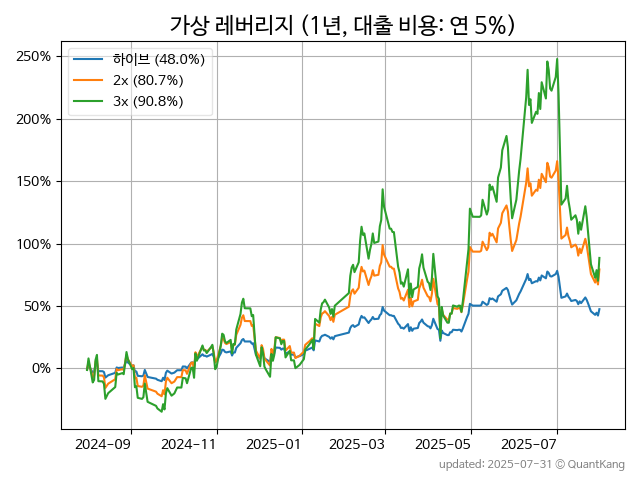 가상 레버리지 (1년, 대출 비용: 연 5%)
250%
200%
150%
100%
50%
0%
하이브 (48.0%)
2x (80.7%)
3x (90.8%)
2024-09
2024-11
2025-01
2025-03
2025-05
2025-07
updated: 2025-07-31 © QuantKang